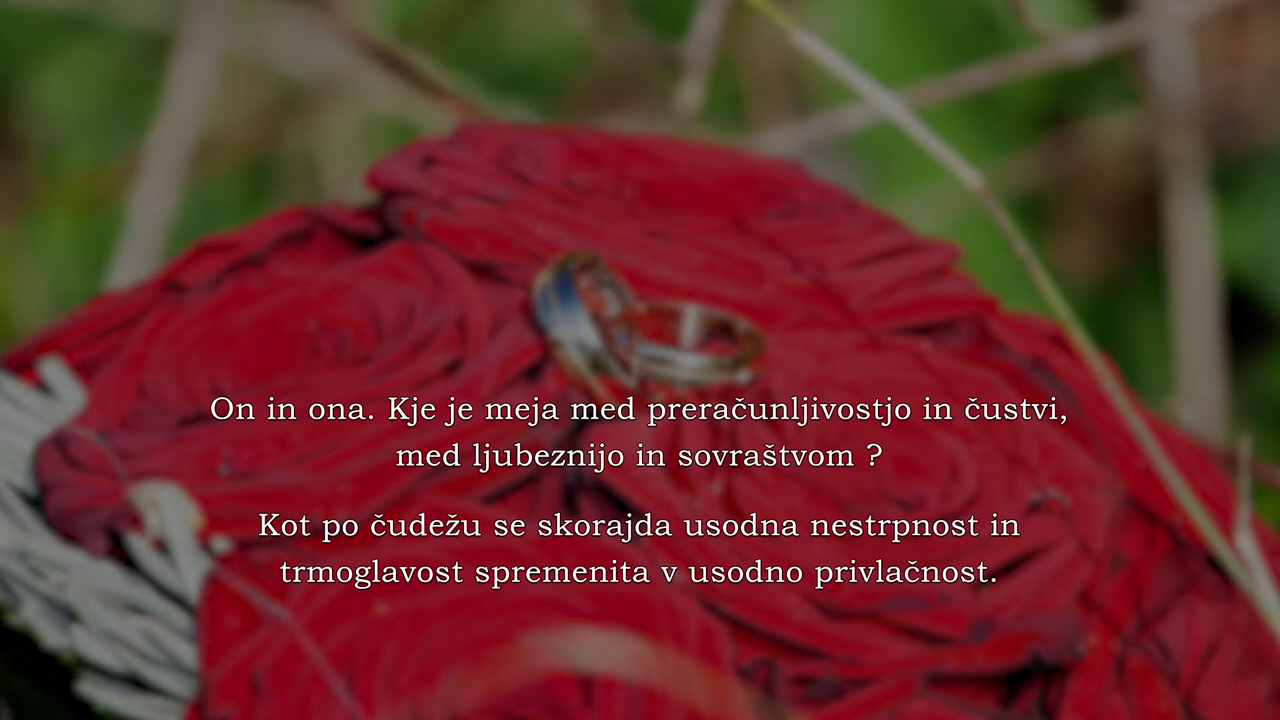 On in ona. Kje je meja med preračunljivostjo in čustvi,
med ljubeznijo in sovraštvom ?
Kot po čudežu se skorajda usodna nestrpnost in
trmoglavost spremenita v usodno privlačnost.